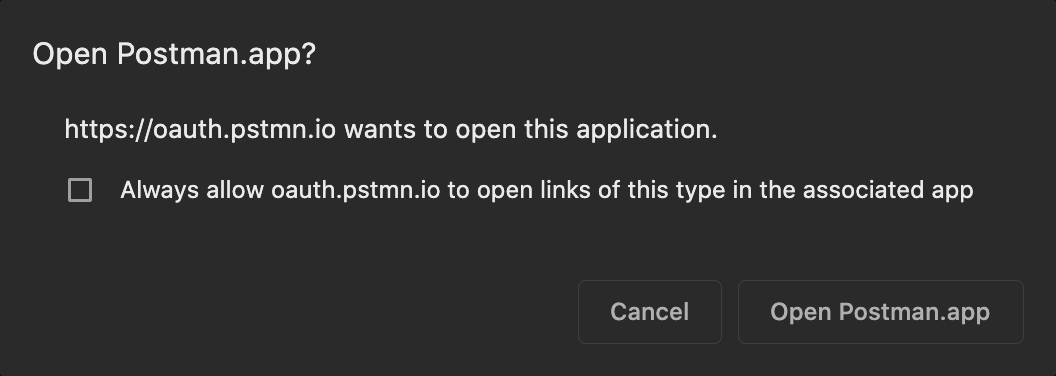 Open Postman.app?
https://oauth.pstmn.io wants to open this application.
Always allow oauth.pstmn.io to open links of this type in the associated app
Cancel
Open Postman.app